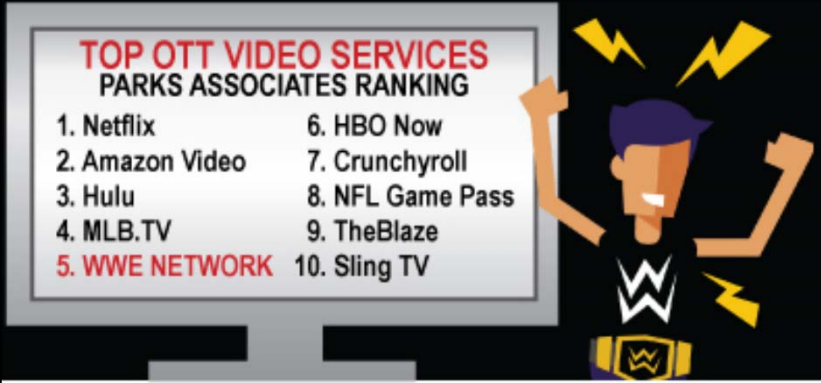 TOP OTT VIDEO SERVICES
PARKS ASSOCIATES RANKING
1. Netflix
2. Amazon Video
3. Hulu
4. MLB.TV
5. WWE NETWORK
6. HBO Now
7. Crunchyroll
8. NFL Game Pass
9. TheBlaze
10. Sling TV
W
W